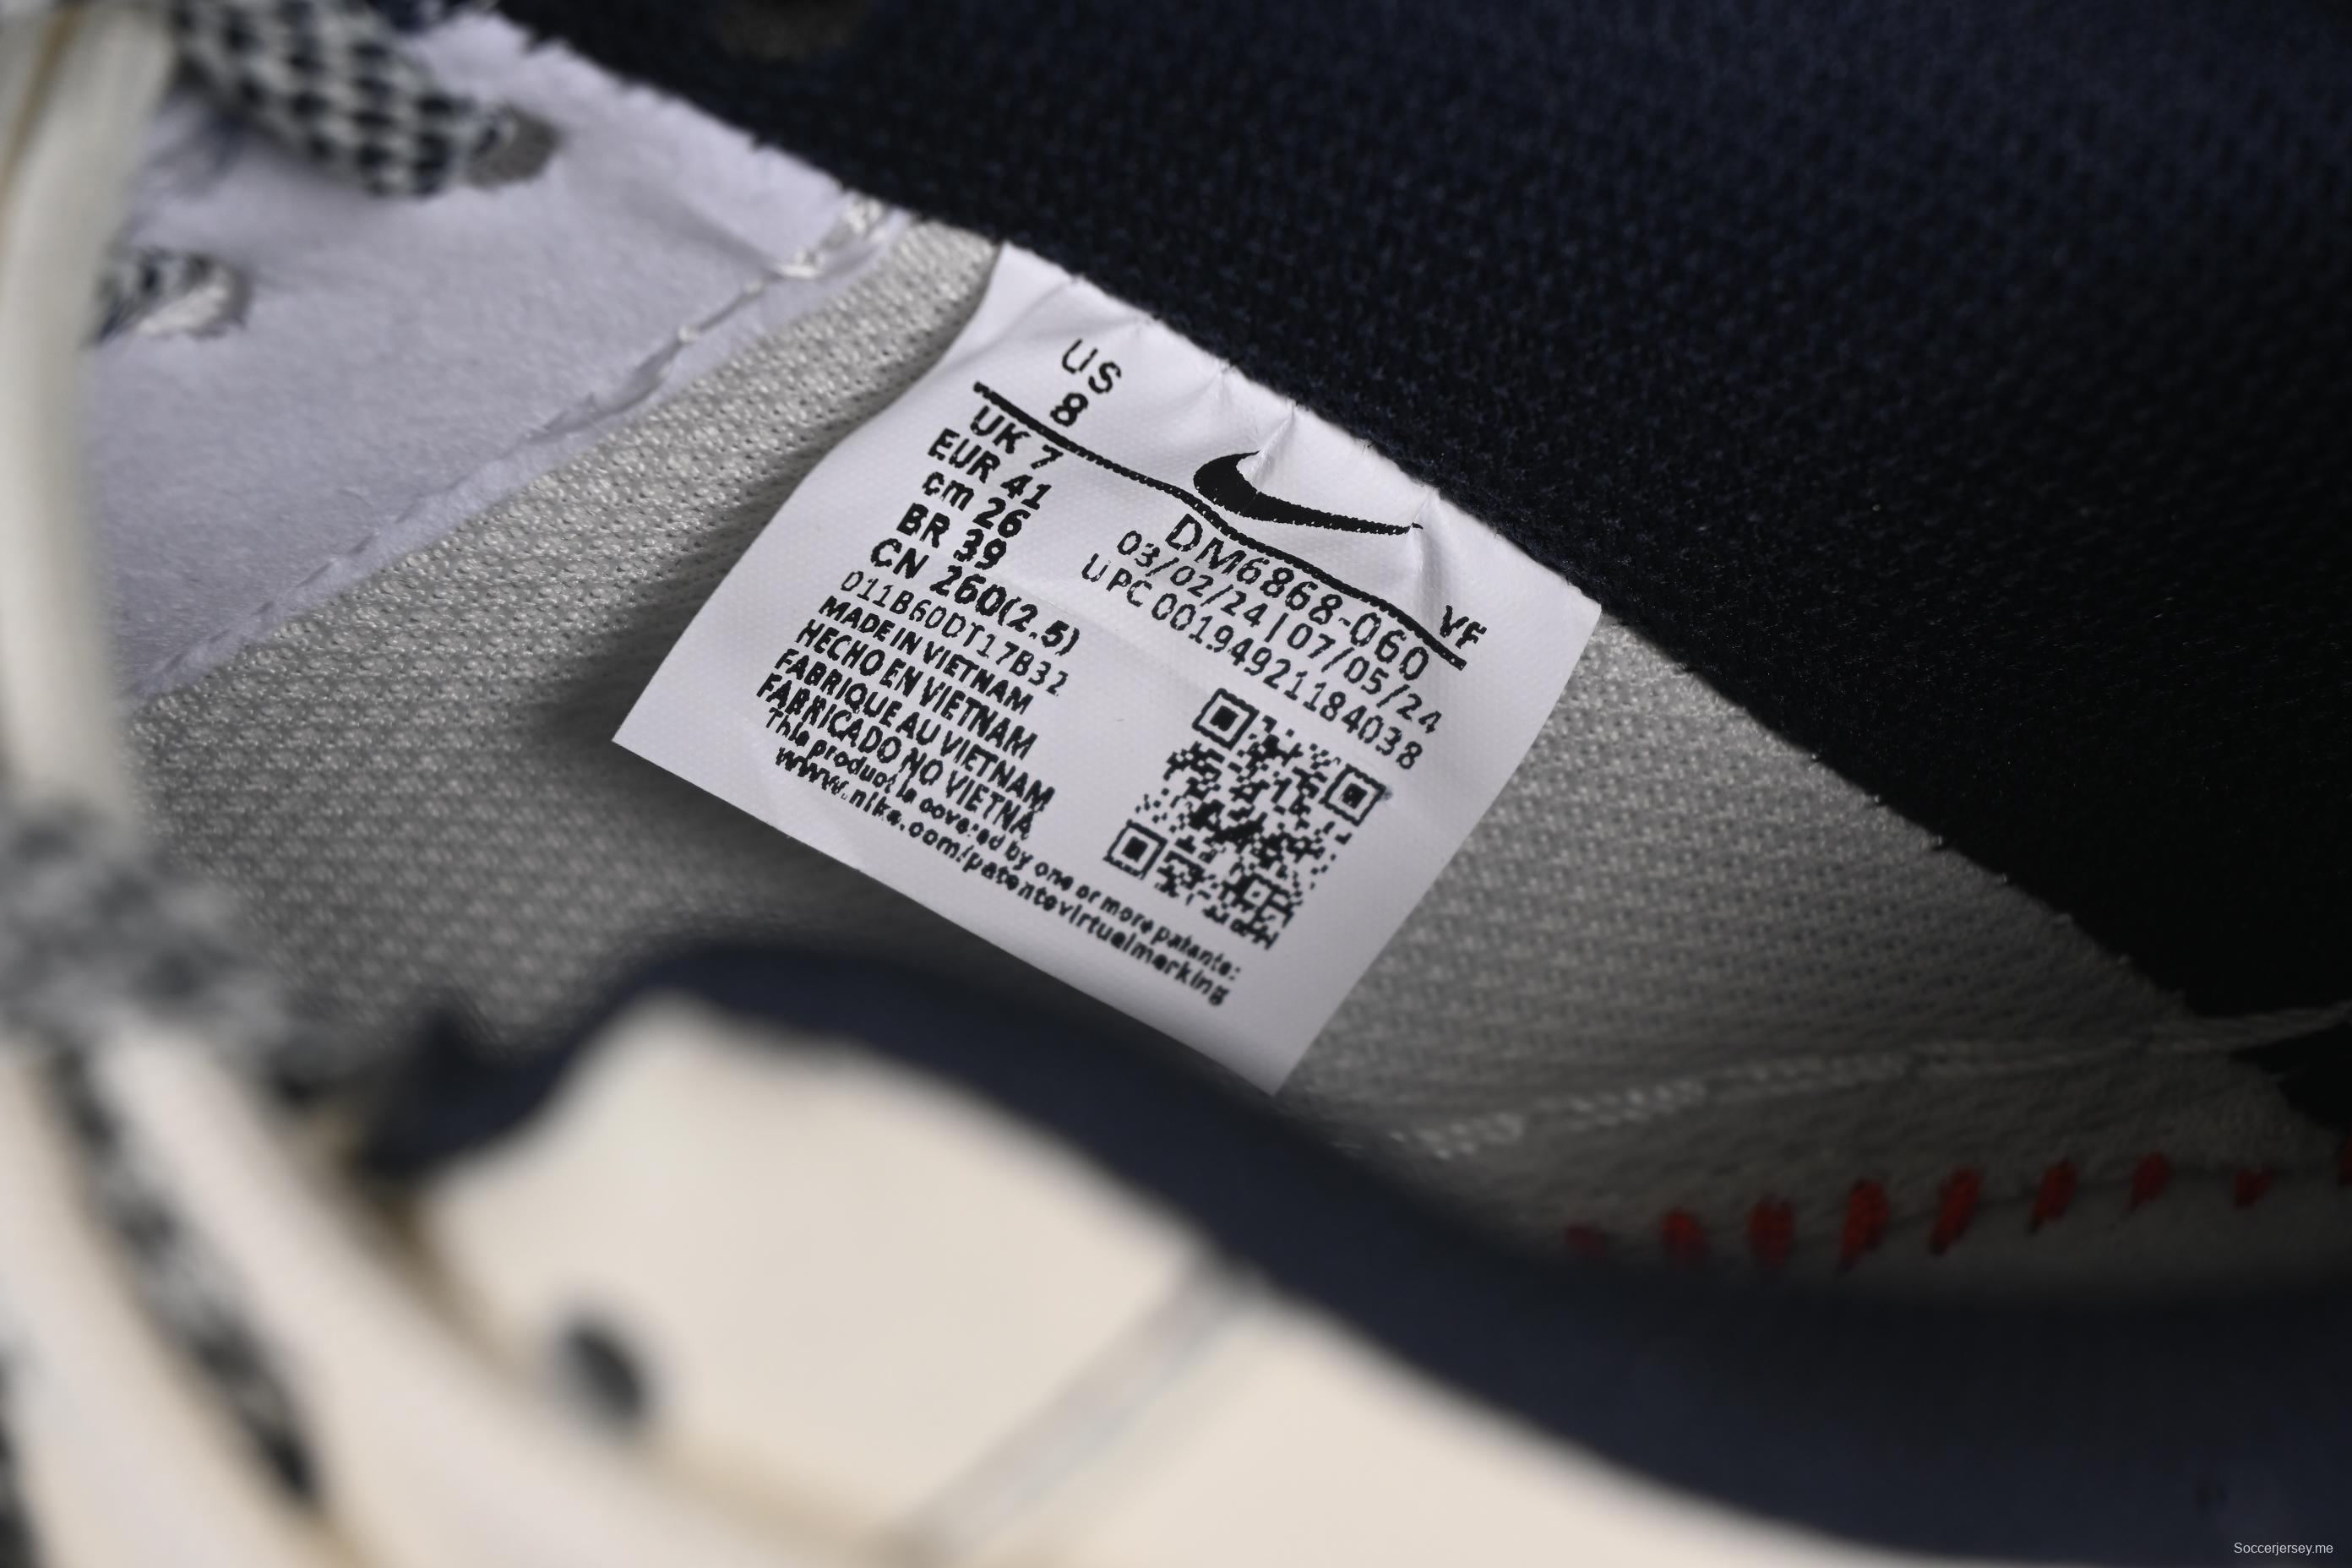 US
8
UK 7
EUR 41
cm 26
BR 39
CN 260(2.5)
D11B60DT17B32
MADE IN VIETNAM
HECHO EN VIETNAM
FABRIQUE AU VIETNAM
FABRICADO NO VIETNA
This product is covered by one or more patents:
www.nike.com/patentsvirtualmarking
VF
DM6868-060
03/02/24 | 07/05/24
UPC 00194921184038
Soccerjersey.me